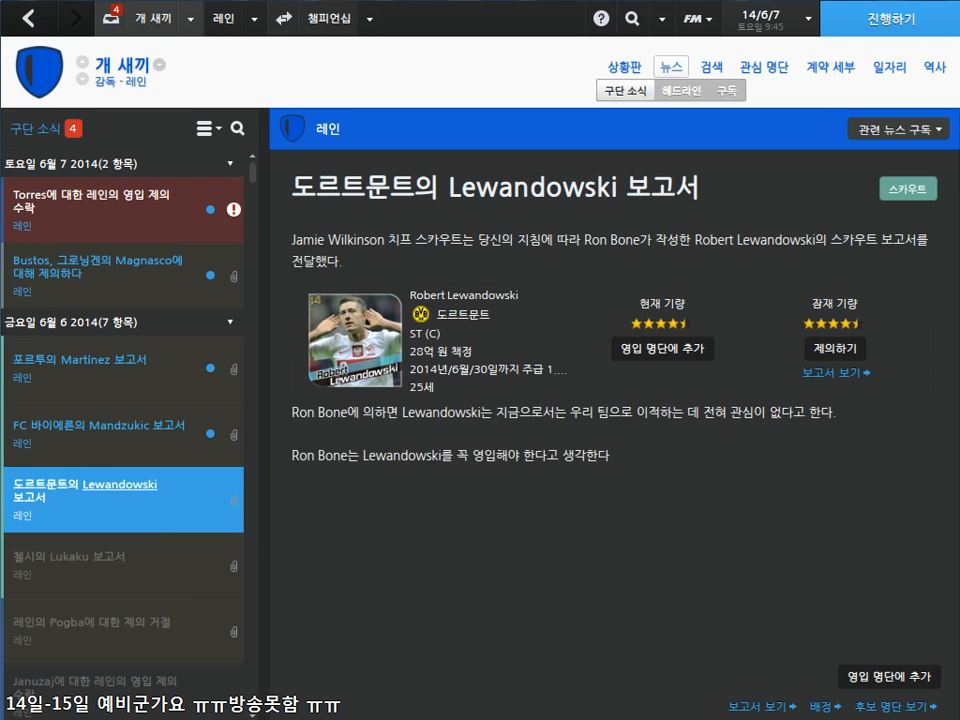 4
개 새끼
레인
챔피언십
FM
14/6/7
토요일 9:45
진행하기
개 새끼
감독 - 레인
상황판
뉴스
검색
관심 명단
계약 세부
일자리
역사
구단 소식
헤드라인
구독
구단 소식 4
레인
관련 뉴스 구독
토요일 6월 7 2014(2 항목)
Torres에 대한 레인의 영입 제의
수락
레인
Bustos, 그로닝겐의 Magnasco에
대해 제의하다
레인
금요일 6월 6 2014(7 항목)
포르투의 Martínez 보고서
레인
FC 바이에른의 Mandzukic 보고서
레인
도르트문트의 Lewandowski
보고서
레인
첼시의 Lukaku 보고서
레인
레인의 Pogba에 대한 제의 거절
레인
Januzaj에 대한 레인의 영입 제의
도르트문트의 Lewandowski 보고서
스카우트
Jamie Wilkinson 치프 스카우트는 당신의 지침에 따라 Ron Bone가 작성한 Robert Lewandowski의 스카우트 보고서를
전달했다.
14
Robert
Lewandowski
Robert Lewandowski
BVB
도르트문트
ST (C)
28억 원 책정
2014년/6월/30일까지 주급 1....
25세
현재 기량
영입 명단에 추가
잠재 기량
제의하기
보고서 보기
Ron Bone에 의하면 Lewandowski는 지금으로서는 우리 팀으로 이적하는 데 전혀 관심이 없다고 한다.
Ron Bone는 Lewandowski를 꼭 영입해야 한다고 생각한다
영입 명단에 추가
보고서 보기
배정
후보 명단 보기
14일-15일 예비군가요 ㅠㅠ방송못함 ㅠㅠ